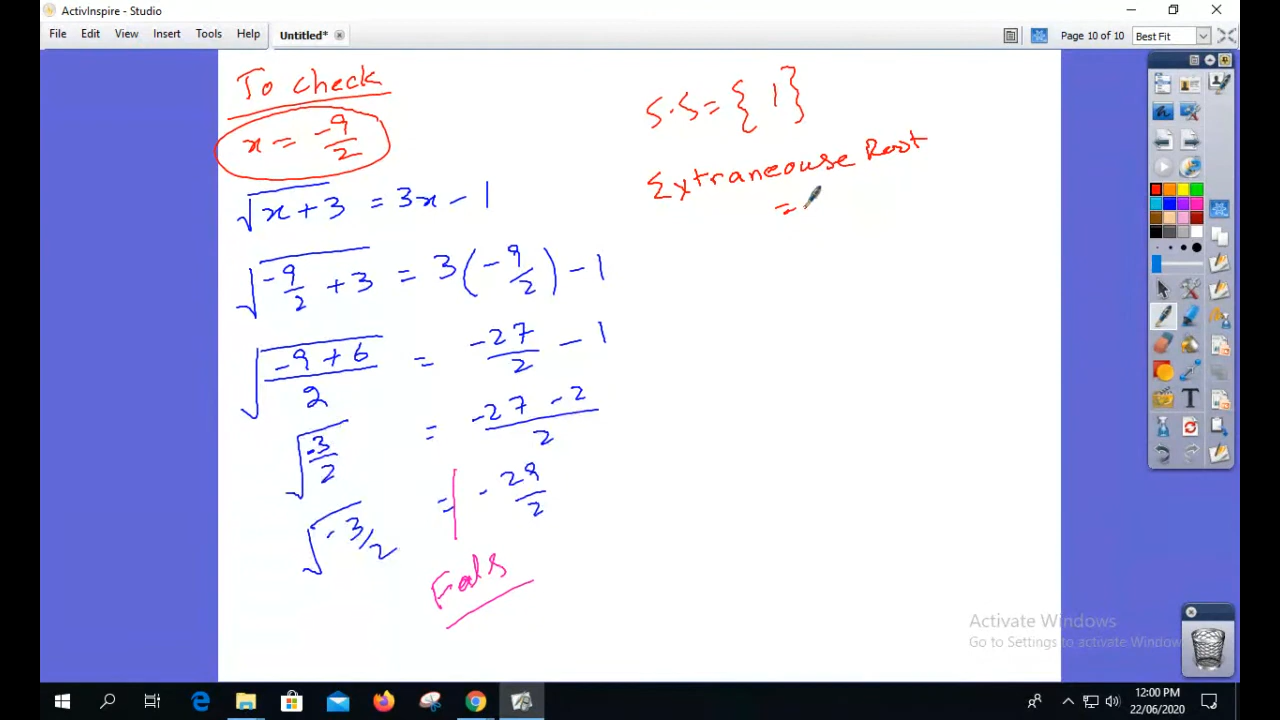 ActivInspire - Studio
File Edit View Insert Tools Help Untitled* Page 10 of 10 Best Fit
To check
x = -9/2
√(x+3) = 3x - 1
√(-9/2 + 3) = 3(-9/2) - 1
√((-9+6)/2) = -27/2 - 1
√(-3/2) = (-27-2)/2
√(-3/2) ≠ -29/2
Fals
S.S = { 1 }
Extraneouse Root
=
Activate Windows
Go to Settings to activate Windows
12:00 PM
22/06/2020